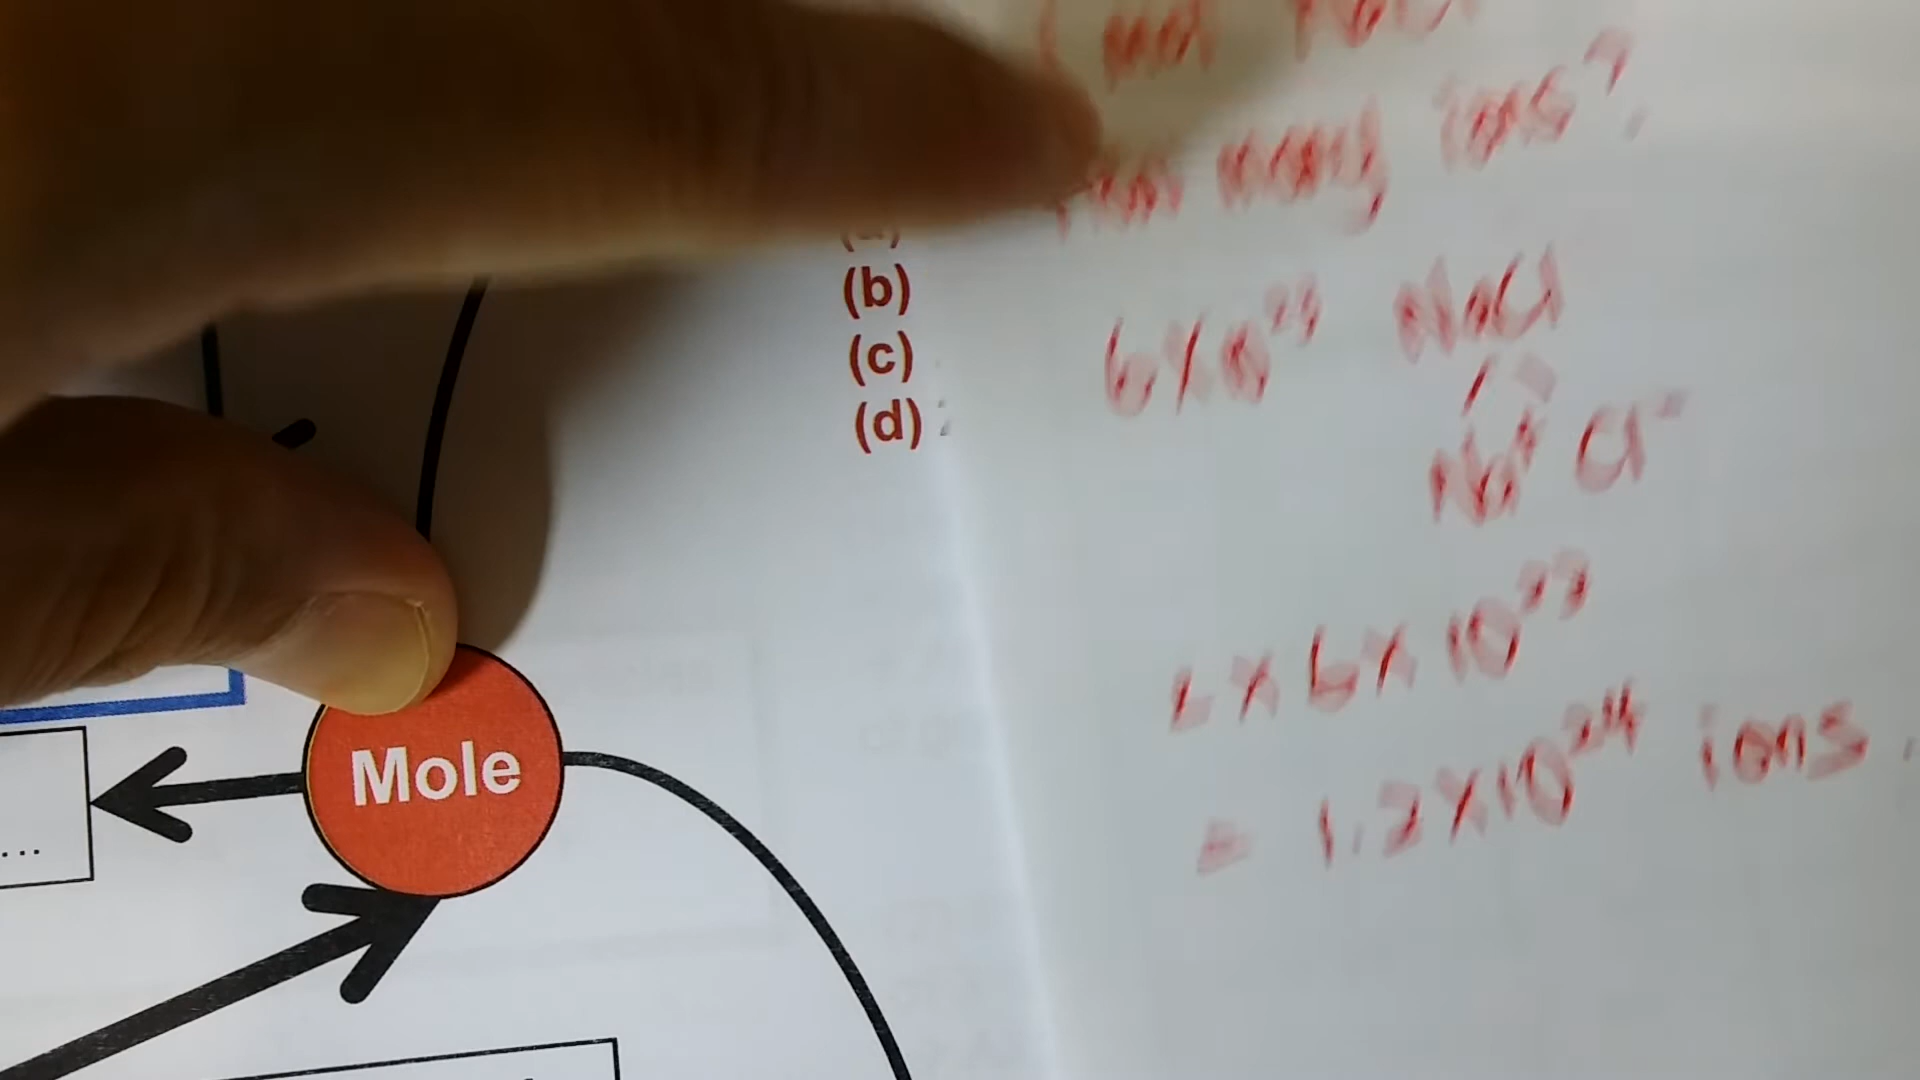 1 mol NaCl
How many ions?
(a)
(b)
(c)
(d)
6×10²³ NaCl
Na⁺ Cl⁻
2 × 6 × 10²³
= 1.2×10²⁴ ions.
Mole
...